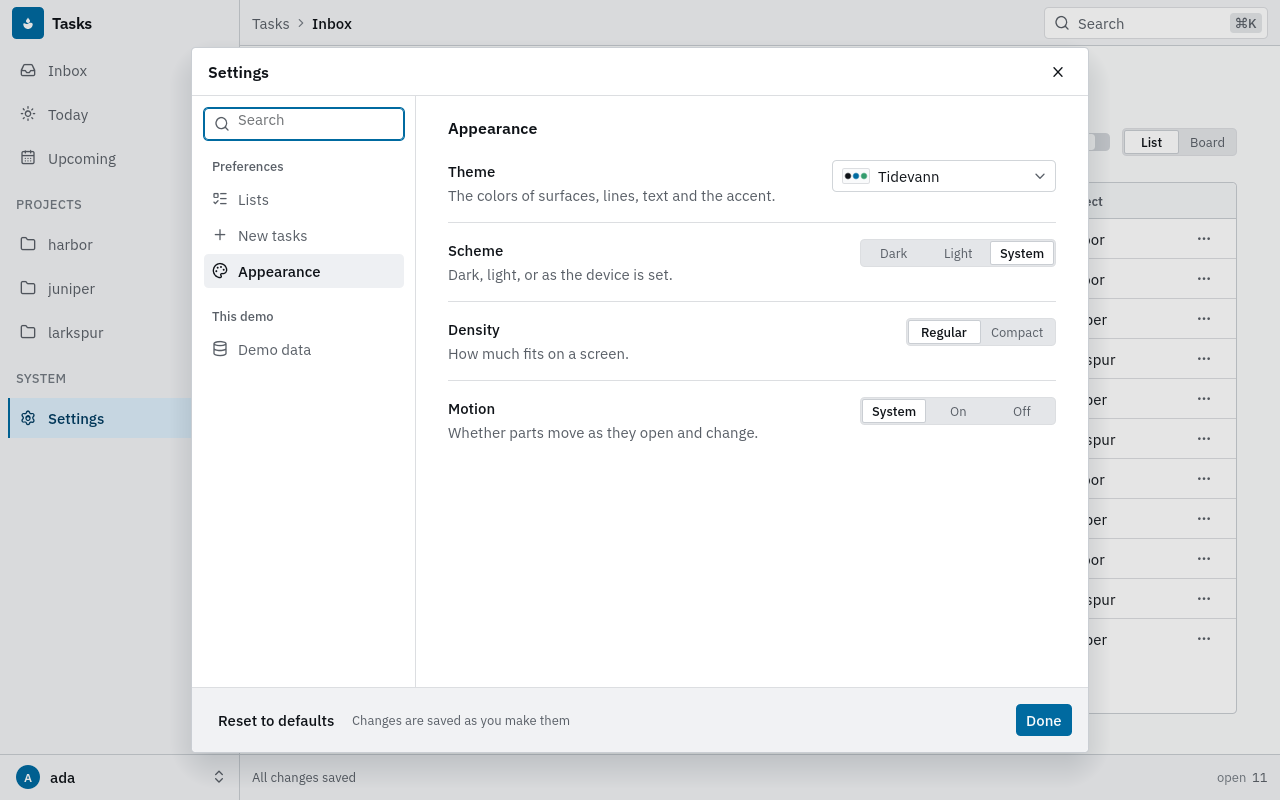 Tasks
Tasks > Inbox
Search ⌘K
Inbox
Today
Upcoming
PROJECTS
harbor
juniper
larkspur
SYSTEM
Settings
Settings
Search
Preferences
Lists
New tasks
Appearance
This demo
Demo data
Appearance
Theme
The colors of surfaces, lines, text and the accent.
Tidevann
Scheme
Dark, light, or as the device is set.
Dark Light System
Density
How much fits on a screen.
Regular Compact
Motion
Whether parts move as they open and change.
System On Off
Reset to defaults
Changes are saved as you make them
Done
List Board
A ada
All changes saved
open 11